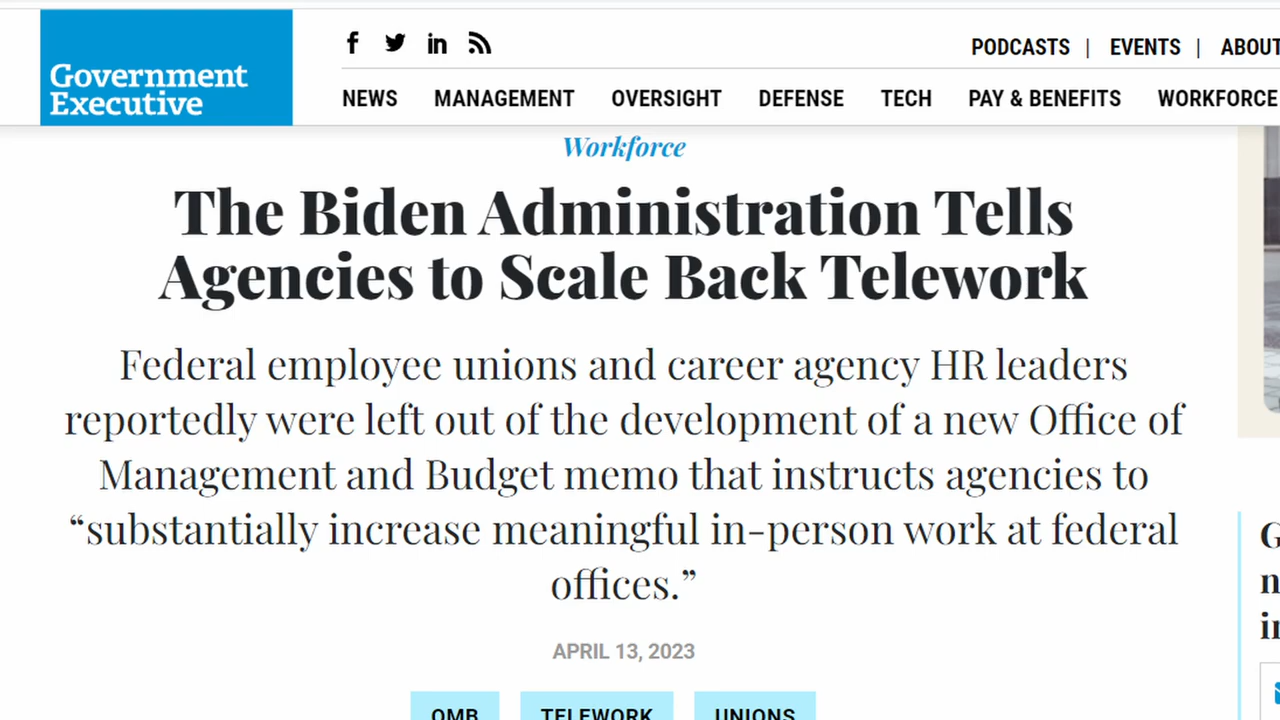 Government
Executive
PODCASTS | EVENTS | ABOUT
NEWS MANAGEMENT OVERSIGHT DEFENSE TECH PAY & BENEFITS WORKFORCE
Workforce
The Biden Administration Tells
Agencies to Scale Back Telework
Federal employee unions and career agency HR leaders
reportedly were left out of the development of a new Office of
Management and Budget memo that instructs agencies to
“substantially increase meaningful in-person work at federal
offices.”
APRIL 13, 2023
OMB TELEWORK UNIONS